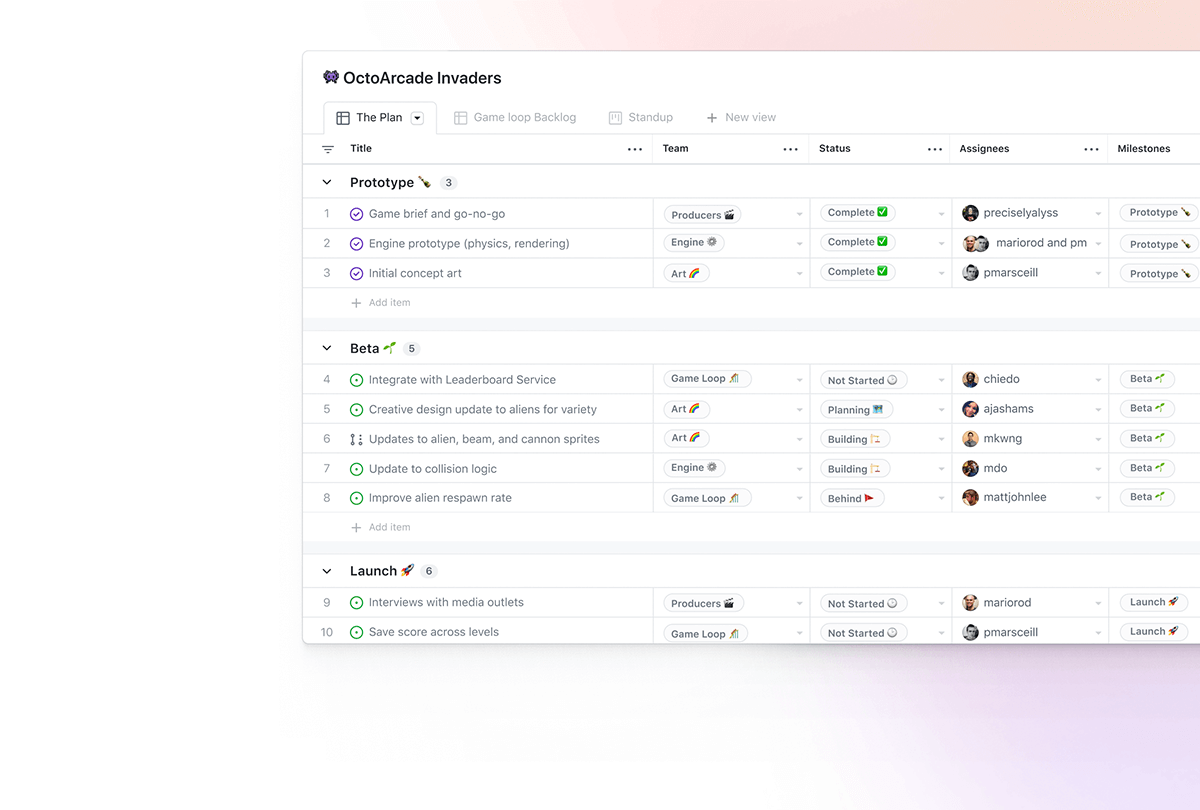 OctoArcade Invaders
The Plan Game loop Backlog Standup New view
Title Team Status Assignees Milestones
Prototype 3
1 Game brief and go-no-go Producers Complete preciselyalyss Prototype
2 Engine prototype (physics, rendering) Engine Complete mariorod and pm Prototype
3 Initial concept art Art Complete pmarsceill Prototype
Add item
Beta 5
4 Integrate with Leaderboard Service Game Loop Not Started chiedo Beta
5 Creative design update to aliens for variety Art Planning ajashams Beta
6 Updates to alien, beam, and cannon sprites Art Building mkwng Beta
7 Update to collision logic Engine Building mdo Beta
8 Improve alien respawn rate Game Loop Behind mattjohnlee Beta
Add item
Launch 6
9 Interviews with media outlets Producers Not Started mariorod Launch
10 Save score across levels Game Loop Not Started pmarsceill Launch